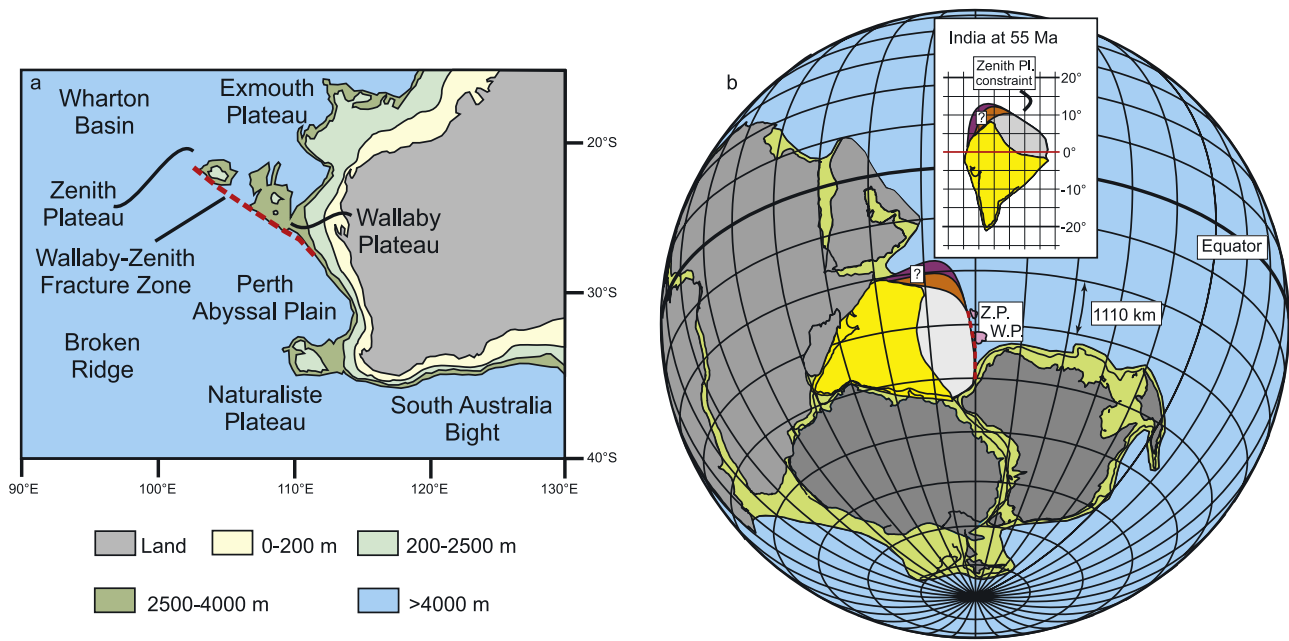 a
Wharton
Basin
Exmouth
Plateau
20°S
Zenith
Plateau
Wallaby
Plateau
Wallaby-Zenith
Fracture Zone
Perth
Abyssal Plain
30°S
Broken
Ridge
Naturaliste
Plateau
South Australia
Bight
40°S
90°E
100°E
110°E
120°E
130°E
Land
0-200 m
200-2500 m
2500-4000 m
>4000 m
b
India at 55 Ma
Zenith Pl.
constraint
20°
10°
0°
-10°
-20°
?
Equator
?
Z.P.
W.P.
1110 km